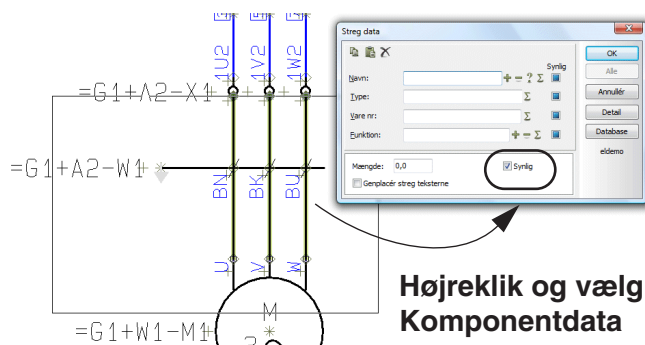 1U2 1V2 1W2
=G1+A2-X1
=G1+A2-W1
BN BK BU
U V W
M
=G1+W1-M1
Streg data
Synlig
Navn:
Type:
Vare nr:
Funktion:
Mængde: 0,0
Synlig
Genplacér streg teksterne
OK
Alle
Annullér
Detail
Database
eldemo
Højreklik og vælg
Komponentdata